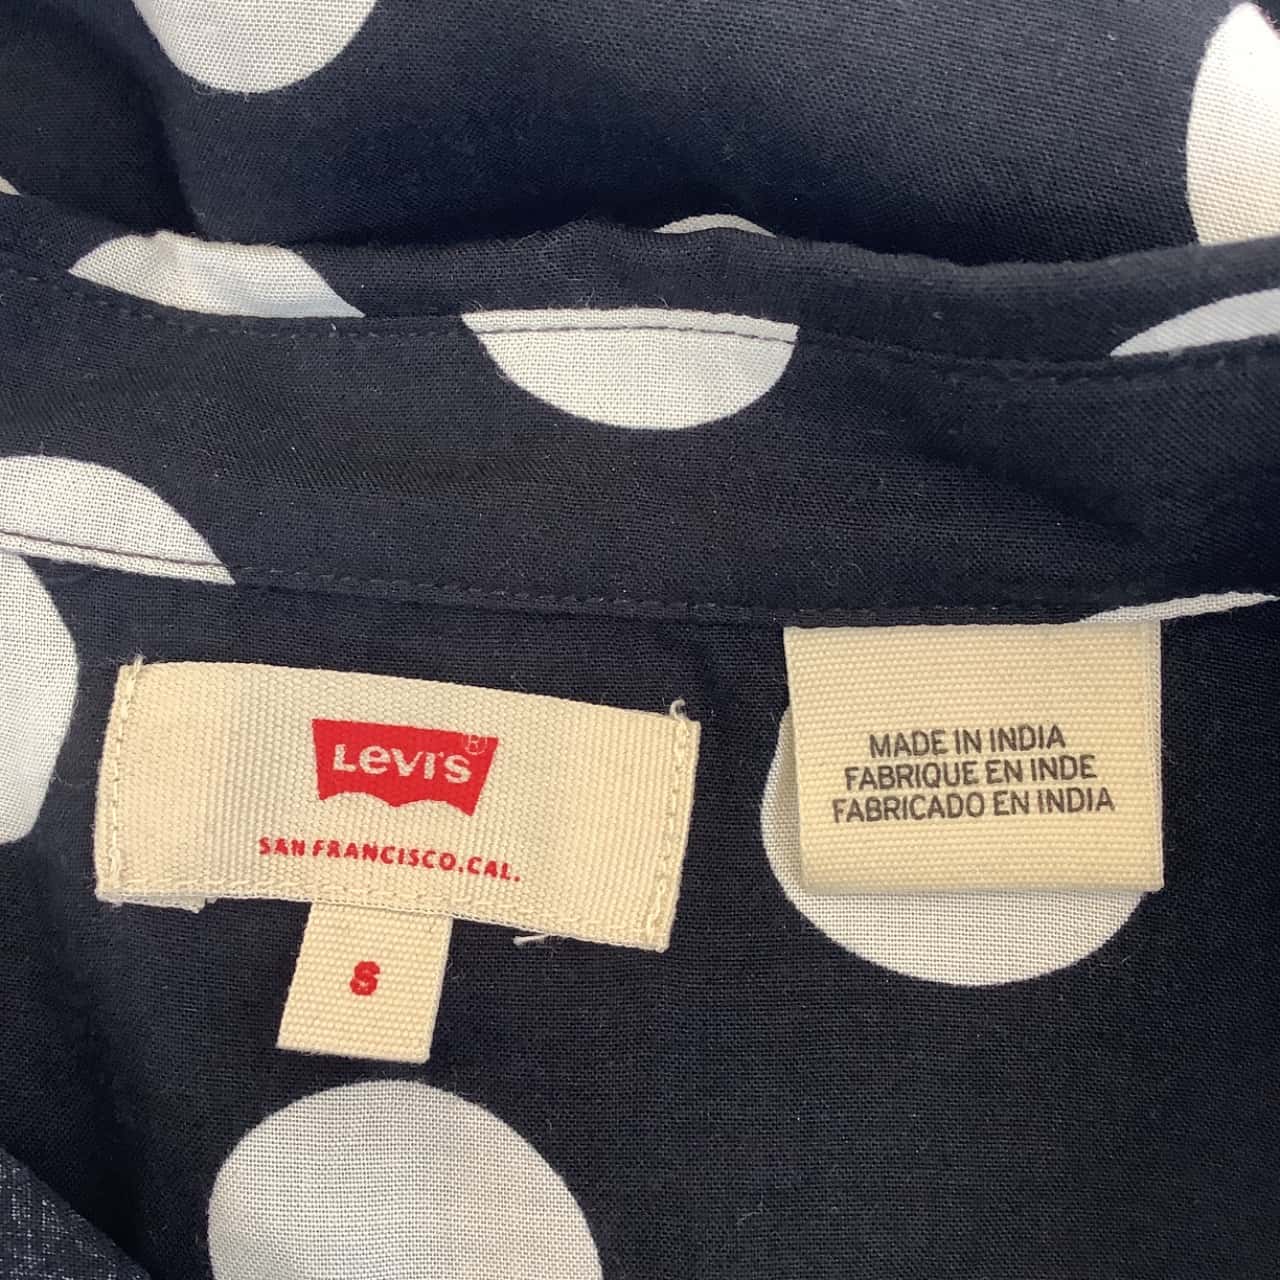 Levi's®
SAN FRANCISCO, CAL.
S
MADE IN INDIA
FABRIQUE EN INDE
FABRICADO EN INDIA